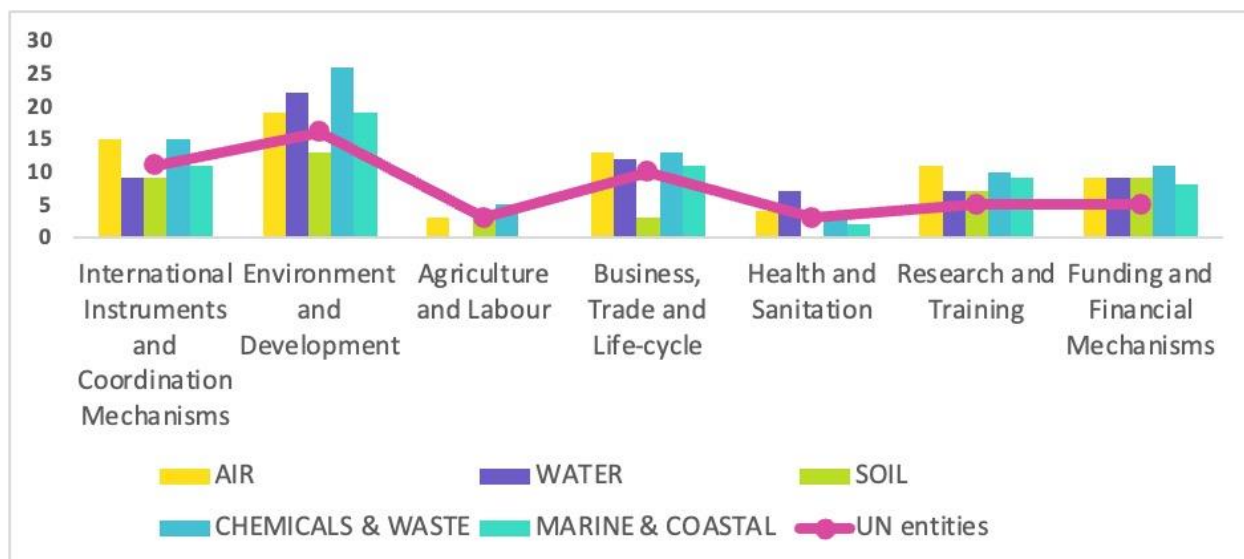 30
25
20
15
10
5
0
International
Instruments
and
Coordination
Mechanisms
Environment
and
Development
Agriculture
and Labour
Business,
Trade and
Life-cycle
Health and
Sanitation
Research and
Training
Funding and
Financial
Mechanisms
AIR
WATER
SOIL
CHEMICALS & WASTE
MARINE & COASTAL
UN entities